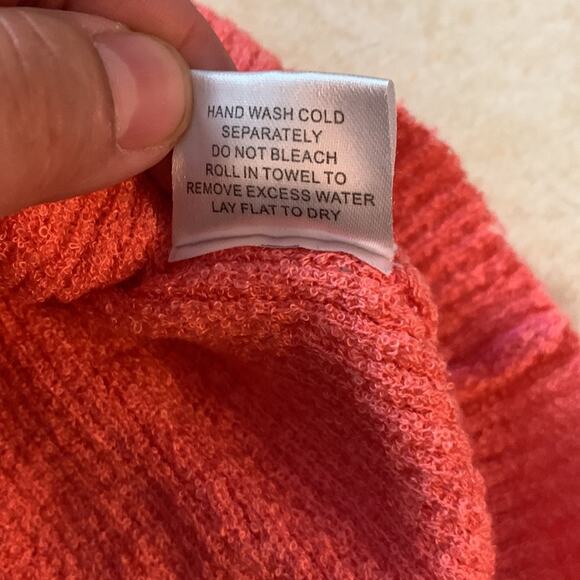 HAND WASH COLD
SEPARATELY
DO NOT BLEACH
ROLL IN TOWEL TO
REMOVE EXCESS WATER
LAY FLAT TO DRY